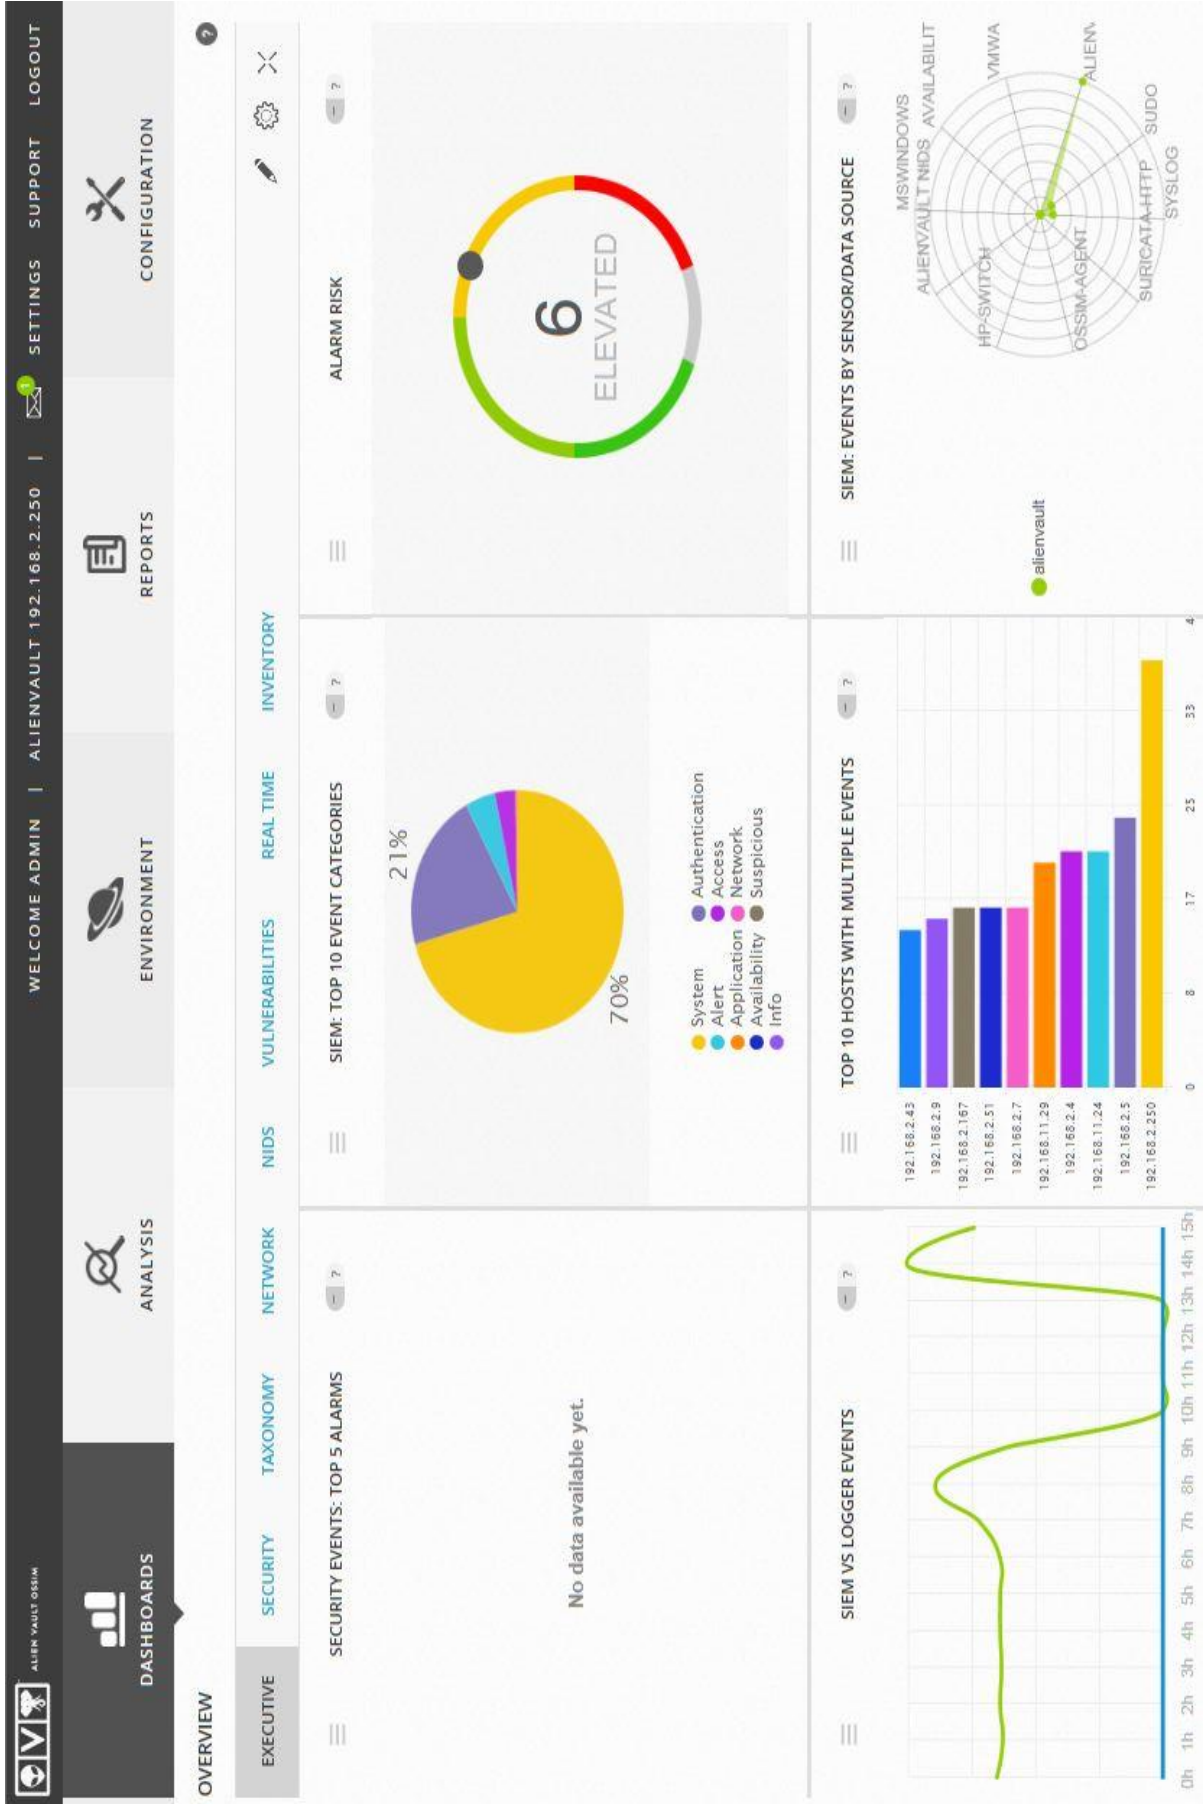 ALIEN VAULT OSSIM
WELCOME ADMIN | ALIENVAULT 192.168.2.250 | 1 SETTINGS SUPPORT LOGOUT
DASHBOARDS ANALYSIS ENVIRONMENT REPORTS CONFIGURATION
OVERVIEW ?
EXECUTIVE SECURITY TAXONOMY NETWORK NIDS VULNERABILITIES REAL TIME INVENTORY
SECURITY EVENTS: TOP 5 ALARMS – ?
No data available yet.
SIEM: TOP 10 EVENT CATEGORIES – ?
21%
70%
System Authentication
Alert Access
Application Network
Availability Suspicious
Info
ALARM RISK – ?
6
ELEVATED
SIEM VS LOGGER EVENTS – ?
0h 1h 2h 3h 4h 5h 6h 7h 8h 9h 10h 11h 12h 13h 14h 15h
TOP 10 HOSTS WITH MULTIPLE EVENTS – ?
192.168.2.43
192.168.2.9
192.168.2.167
192.168.2.51
192.168.2.7
192.168.11.29
192.168.2.4
192.168.11.24
192.168.2.5
192.168.2.250
0 8 17 25 33 4
SIEM: EVENTS BY SENSOR/DATA SOURCE – ?
alienvault
MSWINDOWS
ALIENVAULT NIDS AVAILABILIT
HP-SWITCH VMWA
OSSIM-AGENT ALIENV
SURICATA-HTTP SUDO
SYSLOG